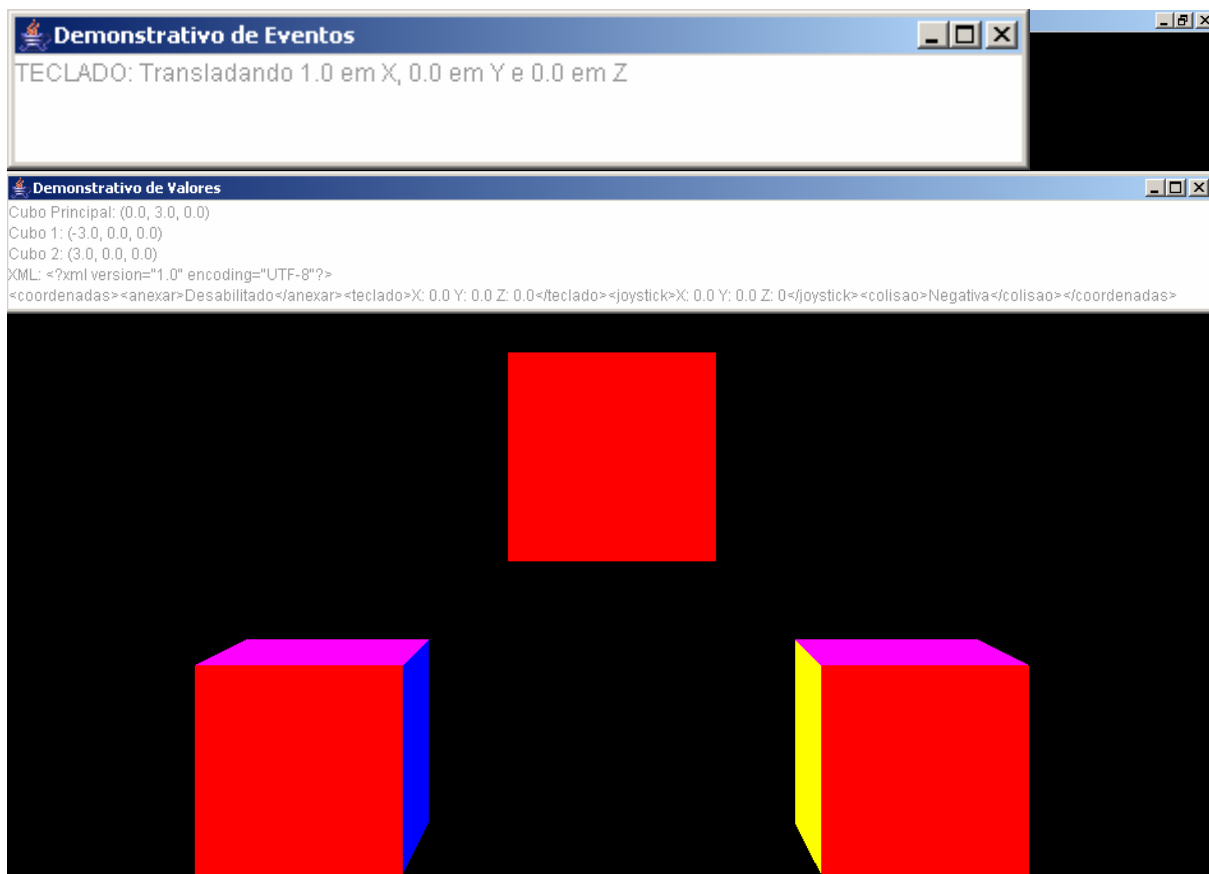 Demonstrativo de Eventos
TECLADO: Transladando 1.0 em X, 0.0 em Y e 0.0 em Z
Demonstrativo de Valores
Cubo Principal: (0.0, 3.0, 0.0)
Cubo 1: (-3.0, 0.0, 0.0)
Cubo 2: (3.0, 0.0, 0.0)
XML: <?xml version="1.0" encoding="UTF-8"?>
<coordenadas><anexar>Desabilitado</anexar><teclado>X: 0.0 Y: 0.0 Z: 0.0</teclado><joystick>X: 0.0 Y: 0.0 Z: 0</joystick><colisao>Negativa</colisao></coordenadas>